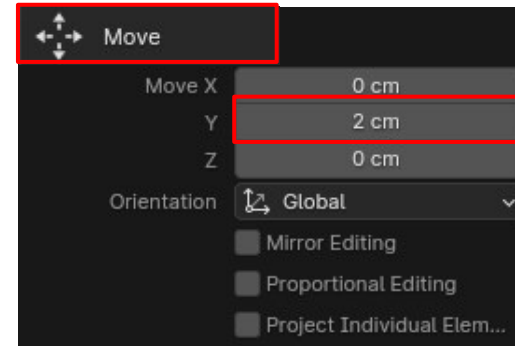 Move
Move X 0 cm
Y 2 cm
Z 0 cm
Orientation Global
Mirror Editing
Proportional Editing
Project Individual Elem...